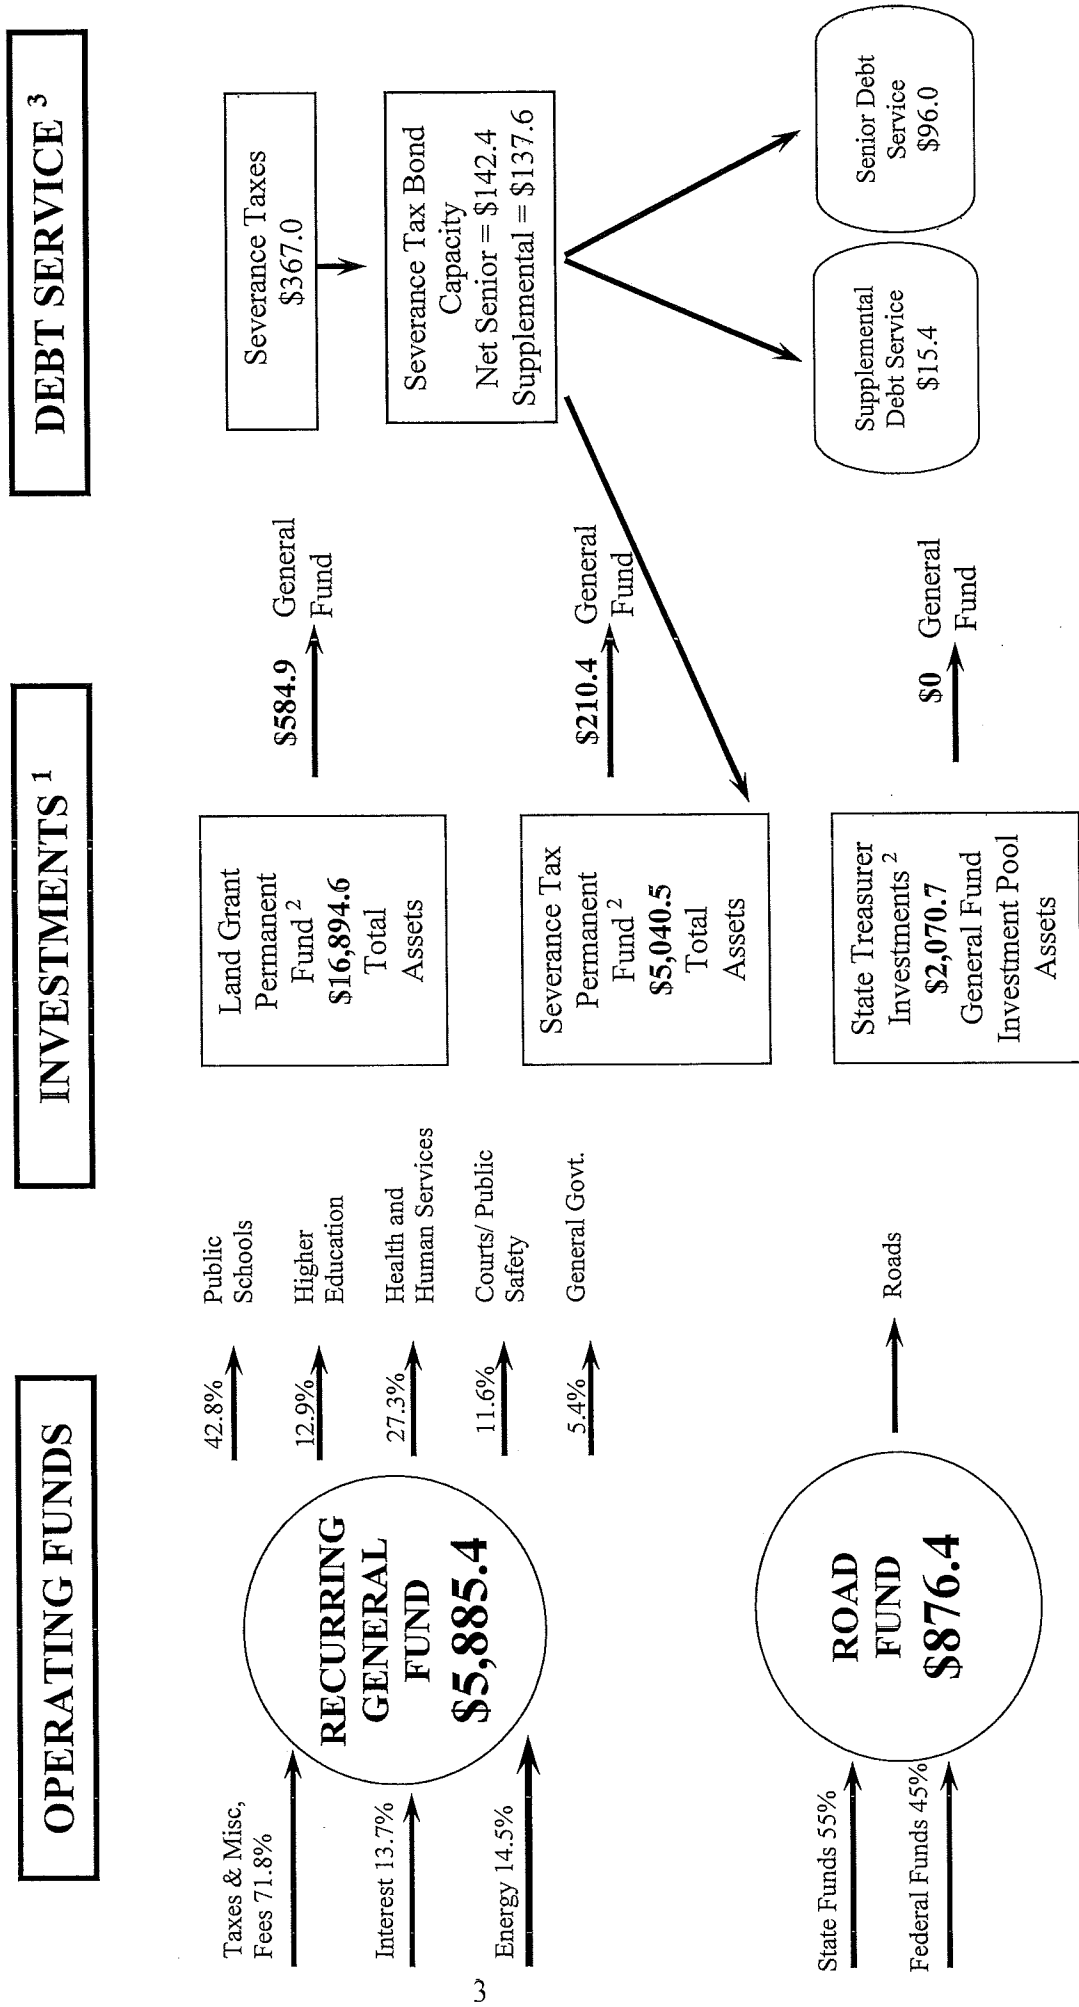 OPERATING FUNDS
Taxes & Misc,
Fees 71.8%
Interest 13.7%
Energy 14.5%
RECURRING
GENERAL
FUND
$5,885.4
42.8%
Public
Schools
12.9%
Higher
Education
27.3%
Health and
Human Services
11.6%
Courts/ Public
Safety
5.4%
General Govt.
State Funds 55%
Federal Funds 45%
ROAD
FUND
$876.4
Roads
INVESTMENTS 1
Land Grant
Permanent
Fund 2
$16,894.6
Total
Assets
$584.9
General
Fund
Severance Tax
Permanent
Fund 2
$5,040.5
Total
Assets
$210.4
General
Fund
State Treasurer
Investments 2
$2,070.7
General Fund
Investment Pool
Assets
$0
General
Fund
DEBT SERVICE 3
Severance Taxes
$367.0
Severance Tax Bond
Capacity
Net Senior = $142.4
Supplemental = $137.6
Supplemental
Debt Service
$15.4
Senior Debt
Service
$96.0
3